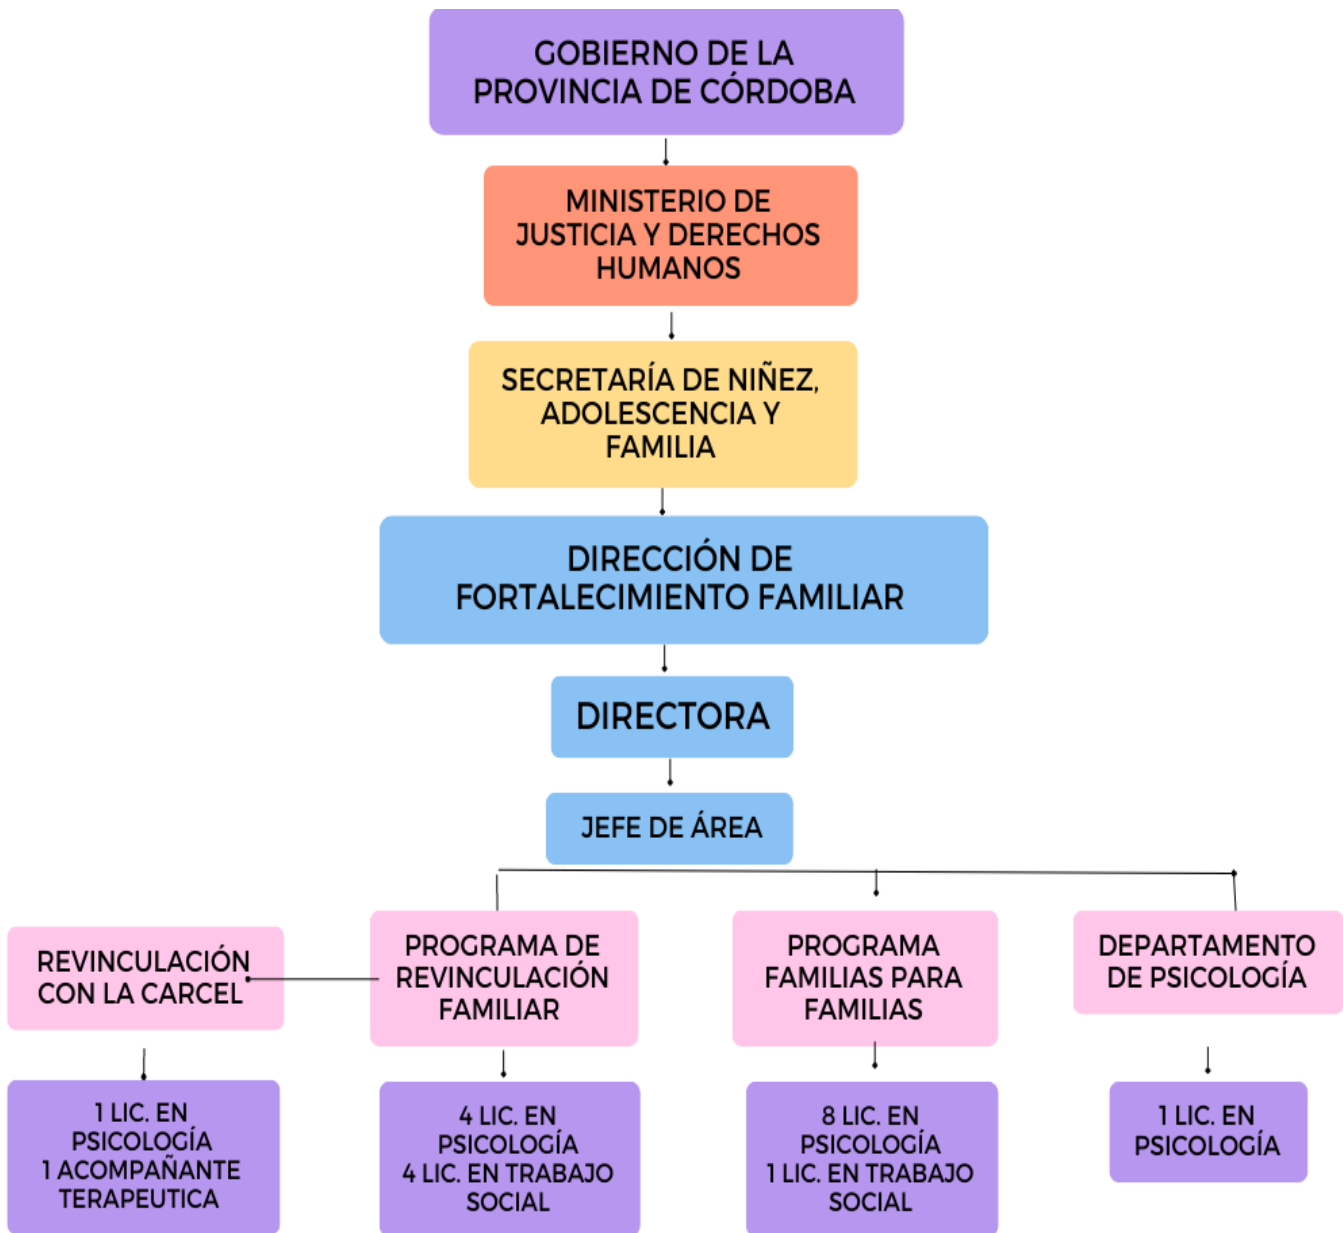 GOBIERNO DE LA
PROVINCIA DE CÓRDOBA
MINISTERIO DE
JUSTICIA Y DERECHOS
HUMANOS
SECRETARÍA DE NIÑEZ,
ADOLESCENCIA Y
FAMILIA
DIRECCIÓN DE
FORTALECIMIENTO FAMILIAR
DIRECTORA
JEFE DE ÁREA
REVINCULACIÓN
CON LA CARCEL
PROGRAMA DE
REVINCULACIÓN
FAMILIAR
PROGRAMA
FAMILIAS PARA
FAMILIAS
DEPARTAMENTO
DE PSICOLOGÍA
1 LIC. EN
PSICOLOGÍA
1 ACOMPAÑANTE
TERAPEUTICA
4 LIC. EN
PSICOLOGÍA
4 LIC. EN TRABAJO
SOCIAL
8 LIC. EN
PSICOLOGÍA
1 LIC. EN TRABAJO
SOCIAL
1 LIC. EN
PSICOLOGÍA